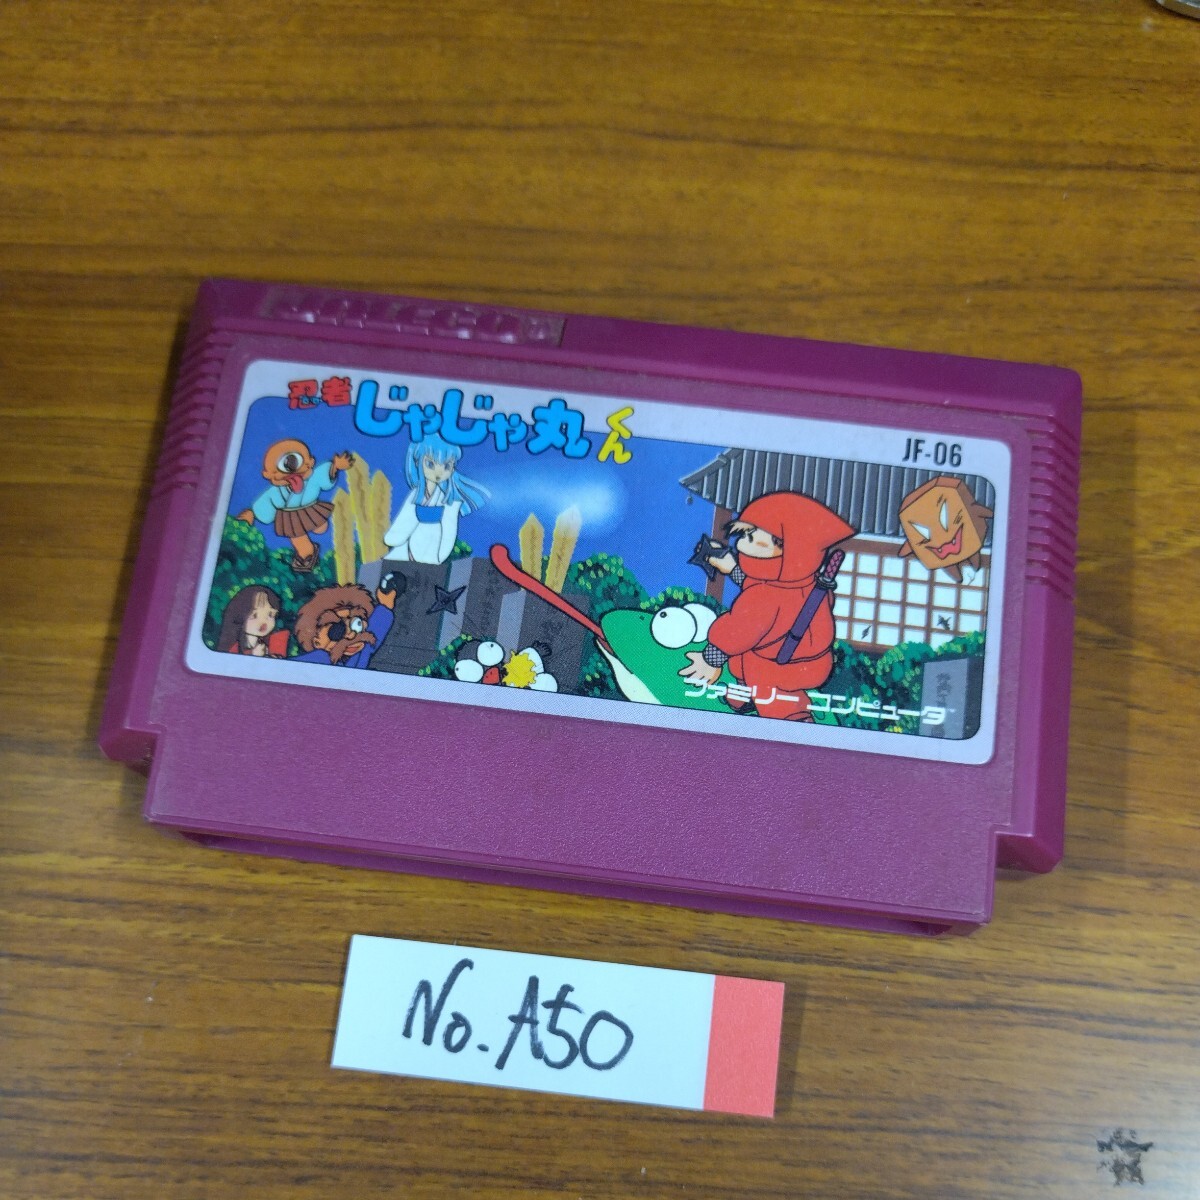 JALECO
忍者 じゃじゃ丸くん
JF-06
ファミリー コンピュータ
No. A50